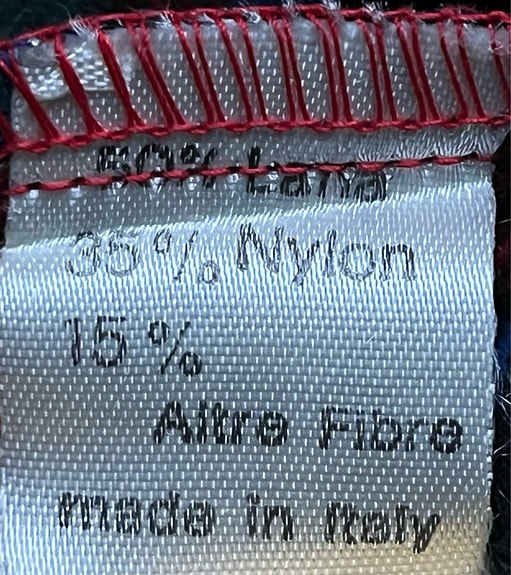 50% Lana
35% Nylon
15%
Altre Fibre
made in Italy